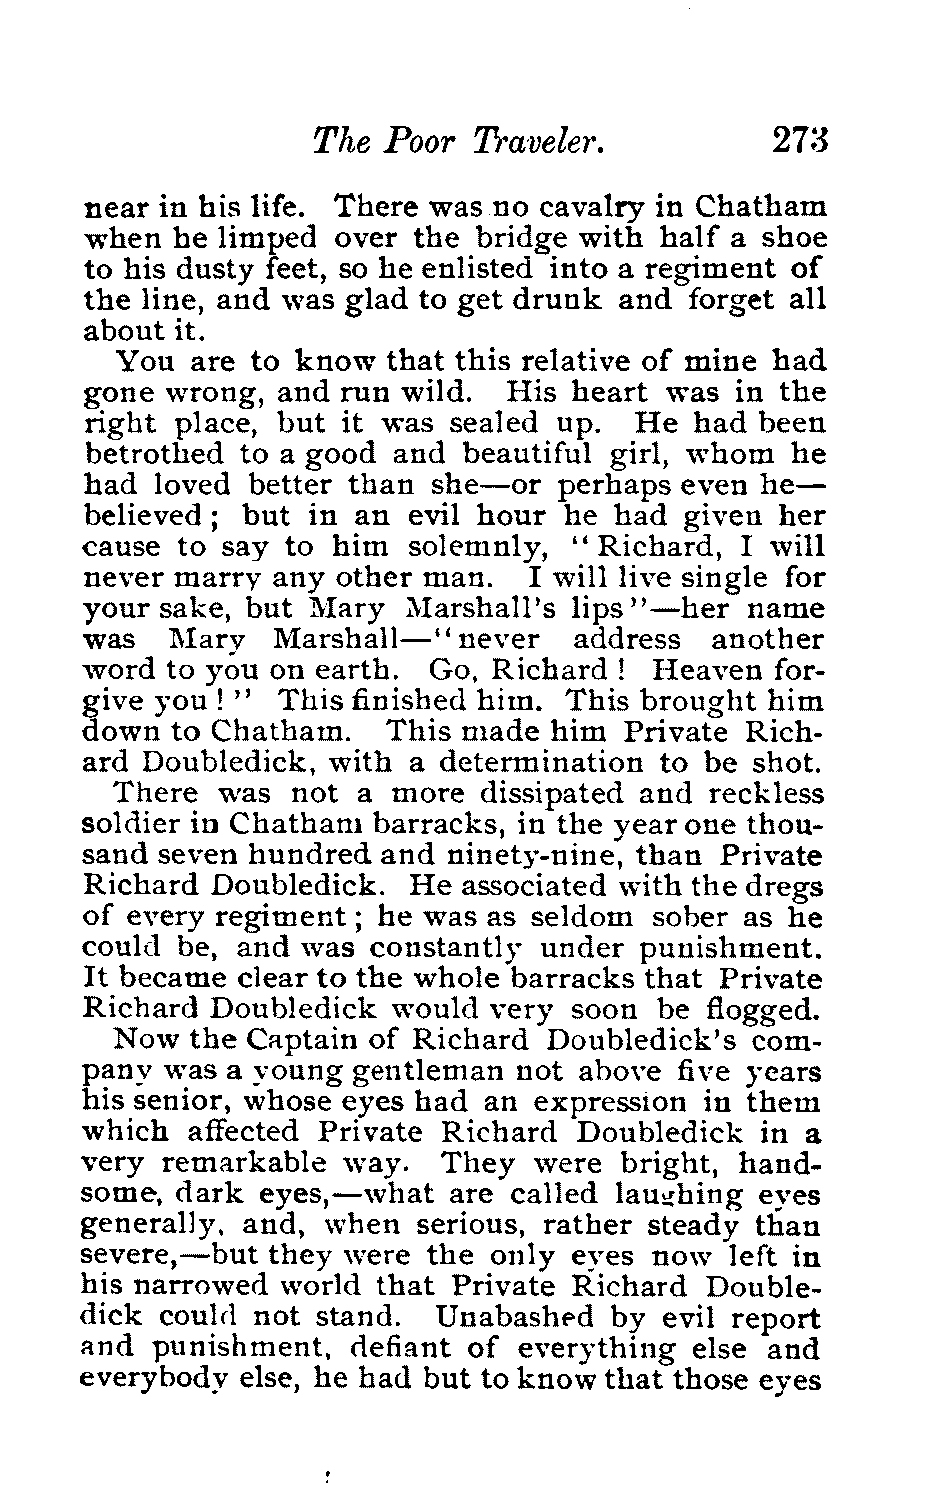 The Poor Traveler. 273
near in his life. There was no cavalry in Chatham
when he limped over the bridge with half a shoe
to his dusty feet, so he enlisted into a regiment of
the line, and was glad to get drunk and forget all
about it.
You are to know that this relative of mine had
gone wrong, and run wild. His heart was in the
right place, but it was sealed up. He had been
betrothed to a good and beautiful girl, whom he
had loved better than she—or perhaps even he—
believed; but in an evil hour he had given her
cause to say to him solemnly, "Richard, I will
never marry any other man. I will live single for
your sake, but Mary Marshall's lips"—her name
was Mary Marshall—"never address another
word to you on earth. Go, Richard! Heaven for-
give you!" This finished him. This brought him
down to Chatham. This made him Private Rich-
ard Doubledick, with a determination to be shot.
There was not a more dissipated and reckless
soldier in Chatham barracks, in the year one thou-
sand seven hundred and ninety-nine, than Private
Richard Doubledick. He associated with the dregs
of every regiment; he was as seldom sober as he
could be, and was constantly under punishment.
It became clear to the whole barracks that Private
Richard Doubledick would very soon be flogged.
Now the Captain of Richard Doubledick's com-
pany was a young gentleman not above five years
his senior, whose eyes had an expression in them
which affected Private Richard Doubledick in a
very remarkable way. They were bright, hand-
some, dark eyes,—what are called laughing eyes
generally, and, when serious, rather steady than
severe,—but they were the only eyes now left in
his narrowed world that Private Richard Double-
dick could not stand. Unabashed by evil report
and punishment, defiant of everything else and
everybody else, he had but to know that those eyes